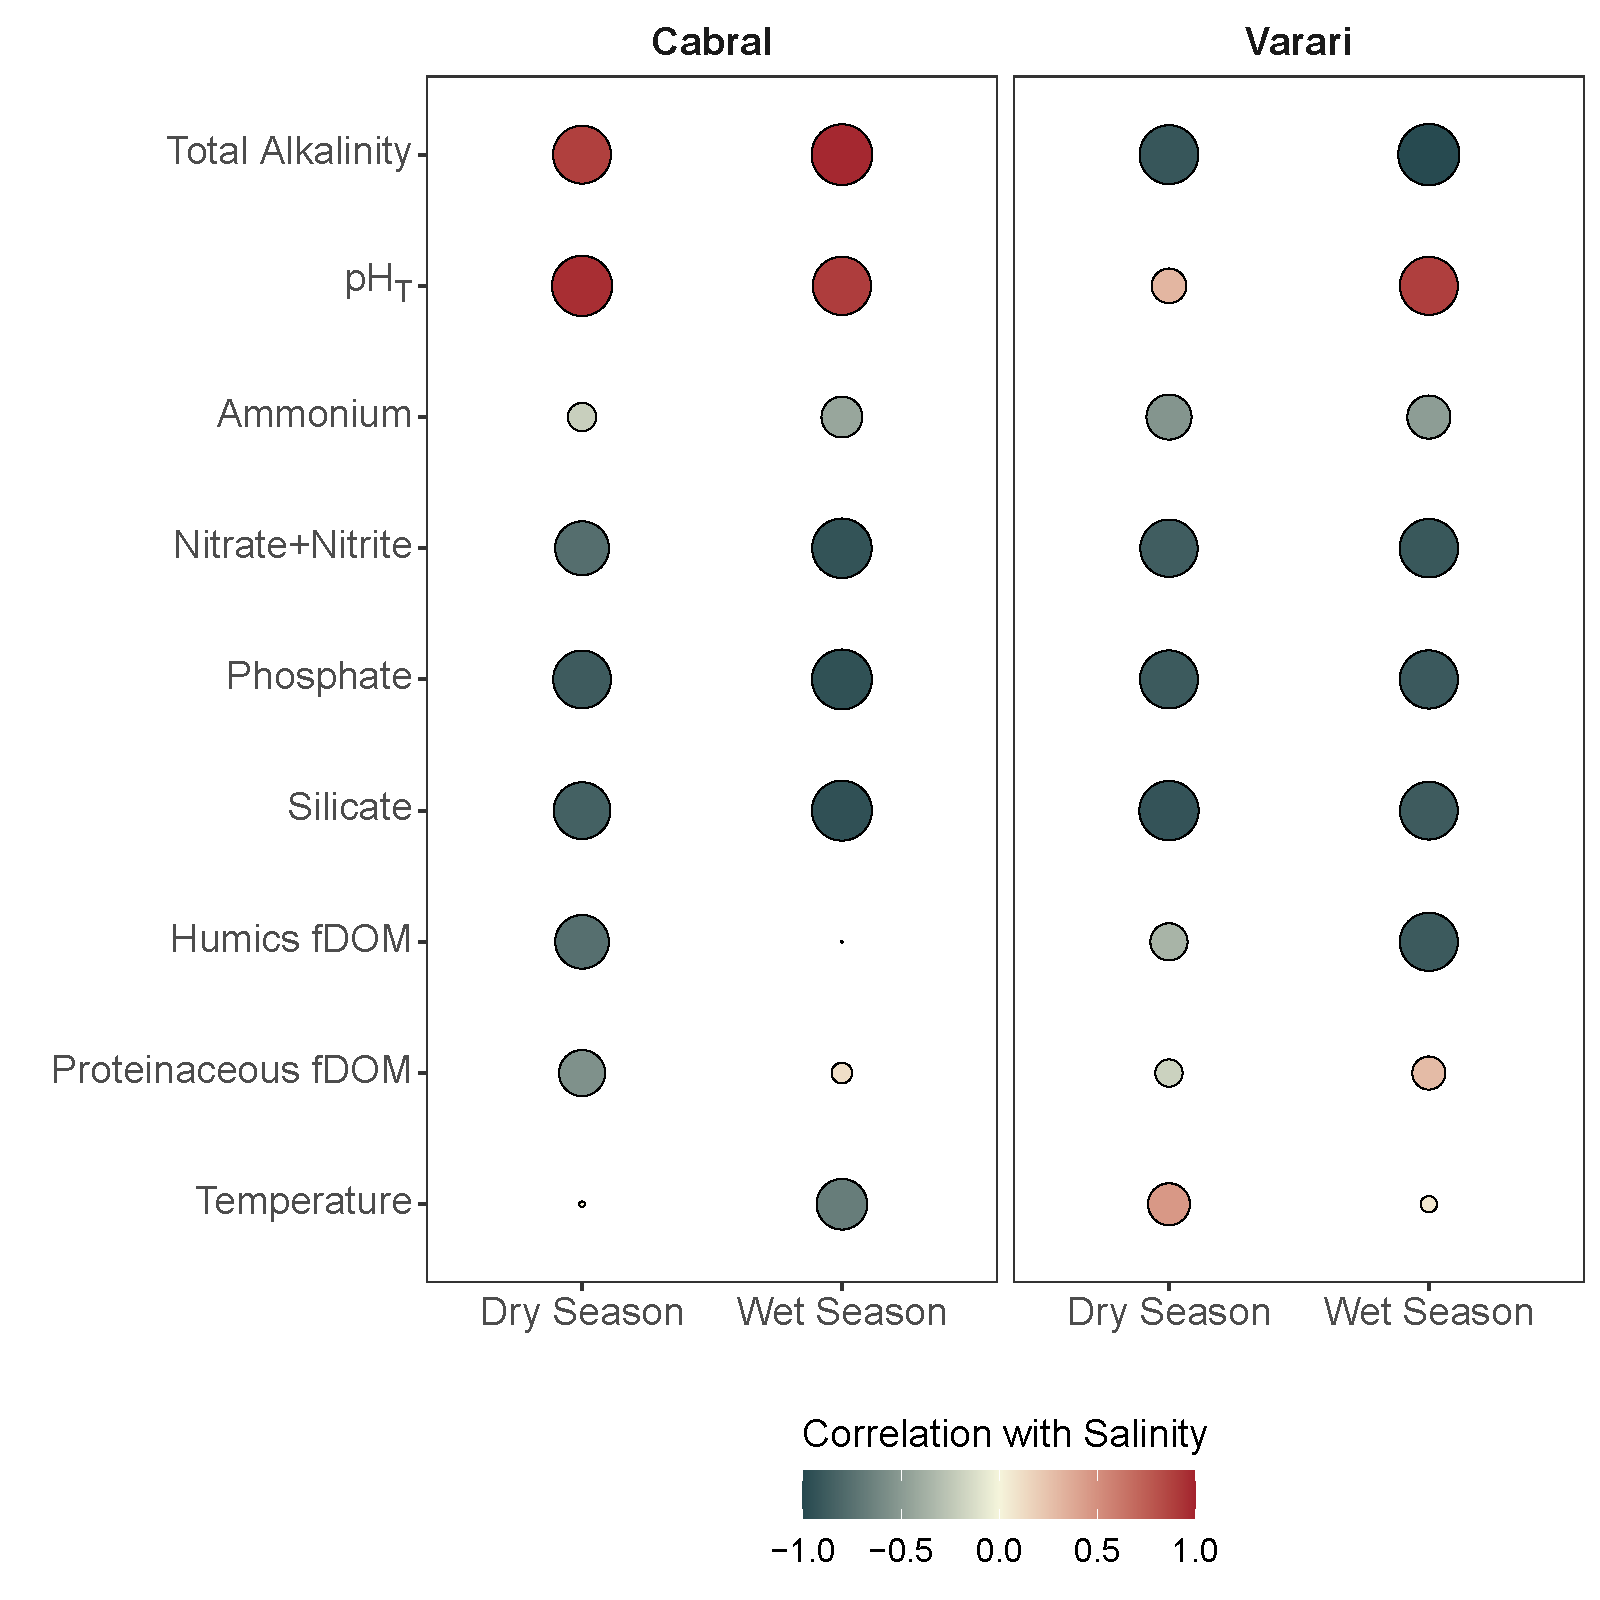 Cabral Varari
Total Alkalinity
pHT
Ammonium
Nitrate+Nitrite
Phosphate
Silicate
Humics fDOM
Proteinaceous fDOM
Temperature
Dry Season Wet Season Dry Season Wet Season
Correlation with Salinity
−1.0 −0.5 0.0 0.5 1.0